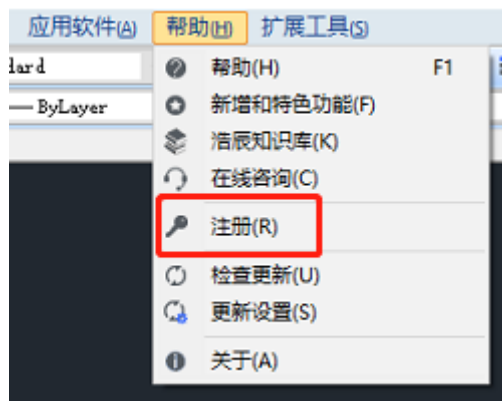 应用软件(A) 帮助(H) 扩展工具(S)
dard
帮助(H) F1
ByLayer
新增和特色功能(F)
浩辰知识库(K)
在线咨询(C)
注册(R)
检查更新(U)
更新设置(S)
关于(A)